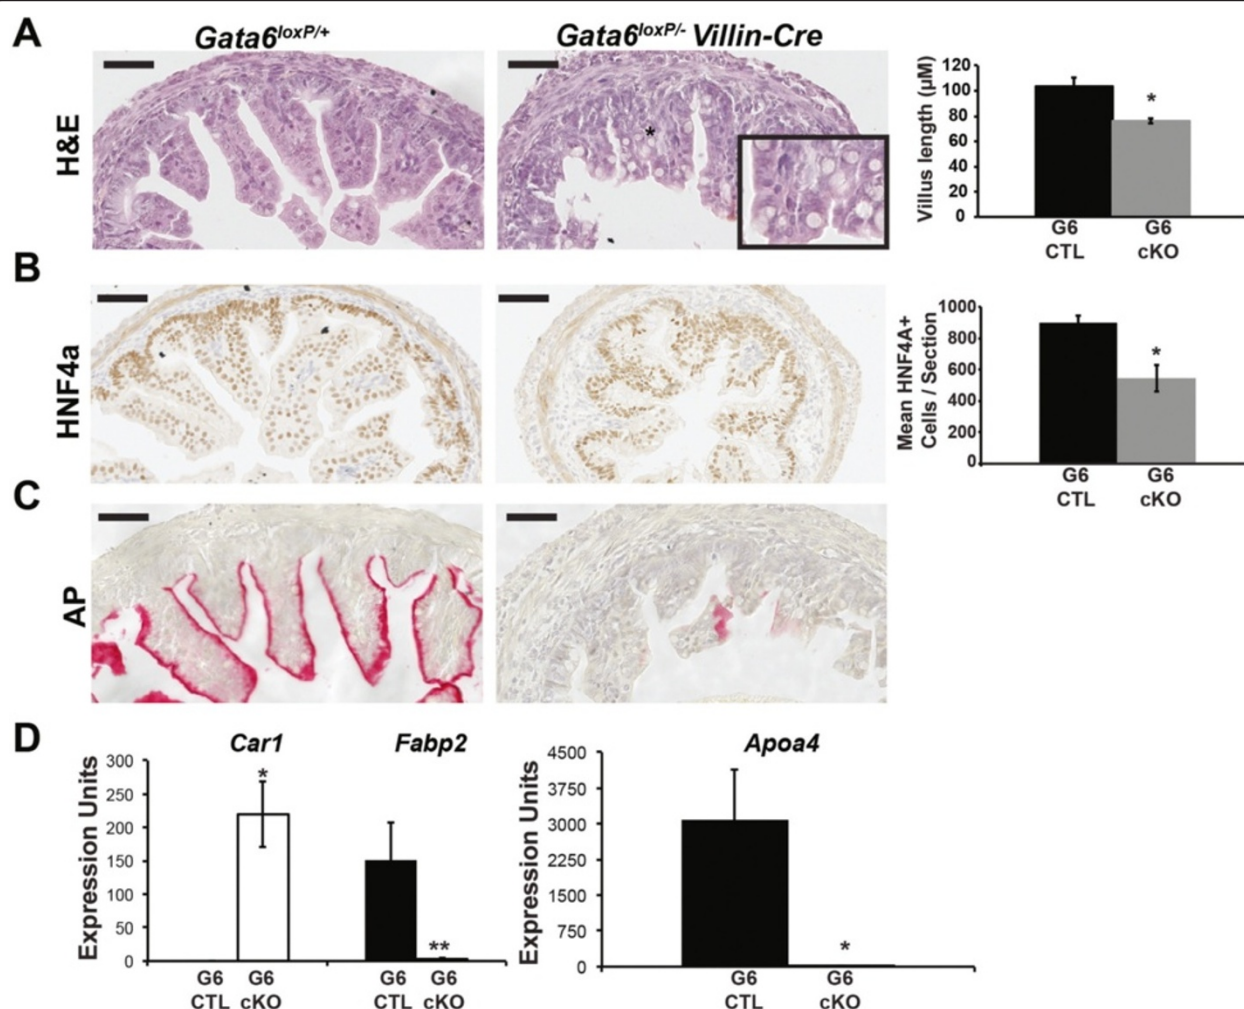 A
Gata6loxP/+
Gata6loxP/- Villin-Cre
H&E
*
Villus length (µM)
120
100
80
60
40
20
0
*
G6 G6
CTL cKO
B
HNF4a
Mean HNF4A+
Cells / Section
1000
800
600
400
200
0
*
G6 G6
CTL cKO
C
AP
D
Car1 Fabp2
Expression Units
300
250
200
150
100
50
0
*
**
G6 G6 G6 G6
CTL cKO CTL cKO
Apoa4
Expression Units
4500
3750
3000
2250
1500
750
0
*
G6 G6
CTL cKO